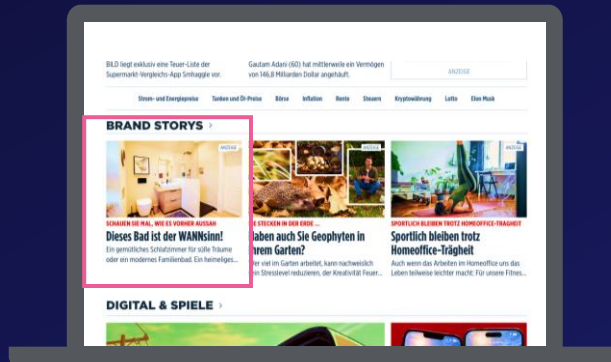 BILD liegt exklusiv eine Teuer-Liste der
Supermarkt-Vergleichs-App Smhaggle vor.
Gautam Adani (60) hat mittlerweile ein Vermögen
von 146,8 Milliarden Dollar angehäuft.
ANZEIGE
Strom- und Energiepreise Tanken und Öl-Preise Börse Inflation Rente Steuern Kryptowährung Lotto Elon Musk
BRAND STORYS >
ANZEIGE
SCHAUEN SIE MAL, WIE ES VORHER AUSSAH
Dieses Bad ist der WANNsinn!
Ein gemütliches Schlafzimmer für süße Träume
oder ein modernes Familienbad. Ein heimeliges...
ANZEIGE
STECKEN IN DER ERDE ...
haben auch Sie Geophyten in
Ihrem Garten?
Wer viel im Garten arbeitet, kann nachweislich
sein Stresslevel reduzieren, der Kreativität Feuer...
ANZEIGE
SPORTLICH BLEIBEN TROTZ HOMEOFFICE-TRÄGHEIT
Sportlich bleiben trotz
Homeoffice-Trägheit
Auch wenn das Arbeiten im Homeoffice uns das
Leben teilweise leichter macht: Für unsere Fitnes...
DIGITAL & SPIELE >